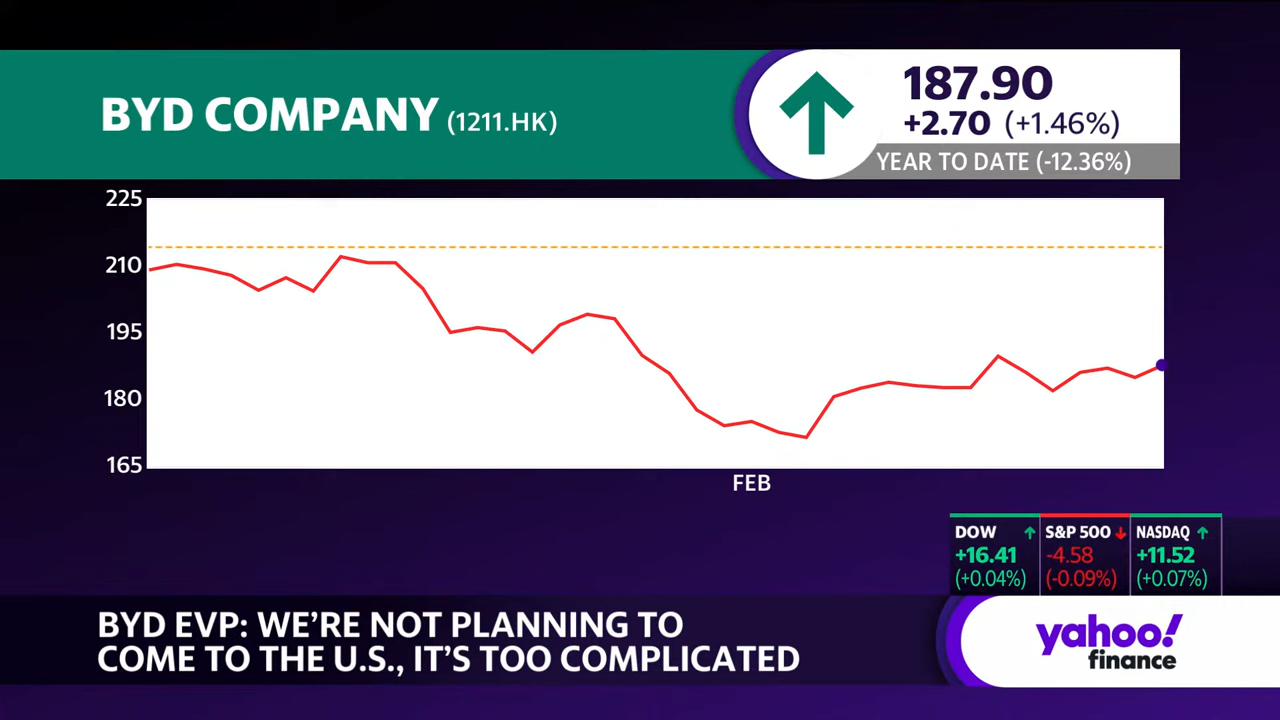 BYD COMPANY (1211.HK)
187.90
+2.70 (+1.46%)
YEAR TO DATE (-12.36%)
225
210
195
180
165
FEB
DOW
+16.41
(+0.04%)
S&P 500
-4.58
(-0.09%)
NASDAQ
+11.52
(+0.07%)
BYD EVP: WE'RE NOT PLANNING TO
COME TO THE U.S., IT'S TOO COMPLICATED
yahoo!
finance